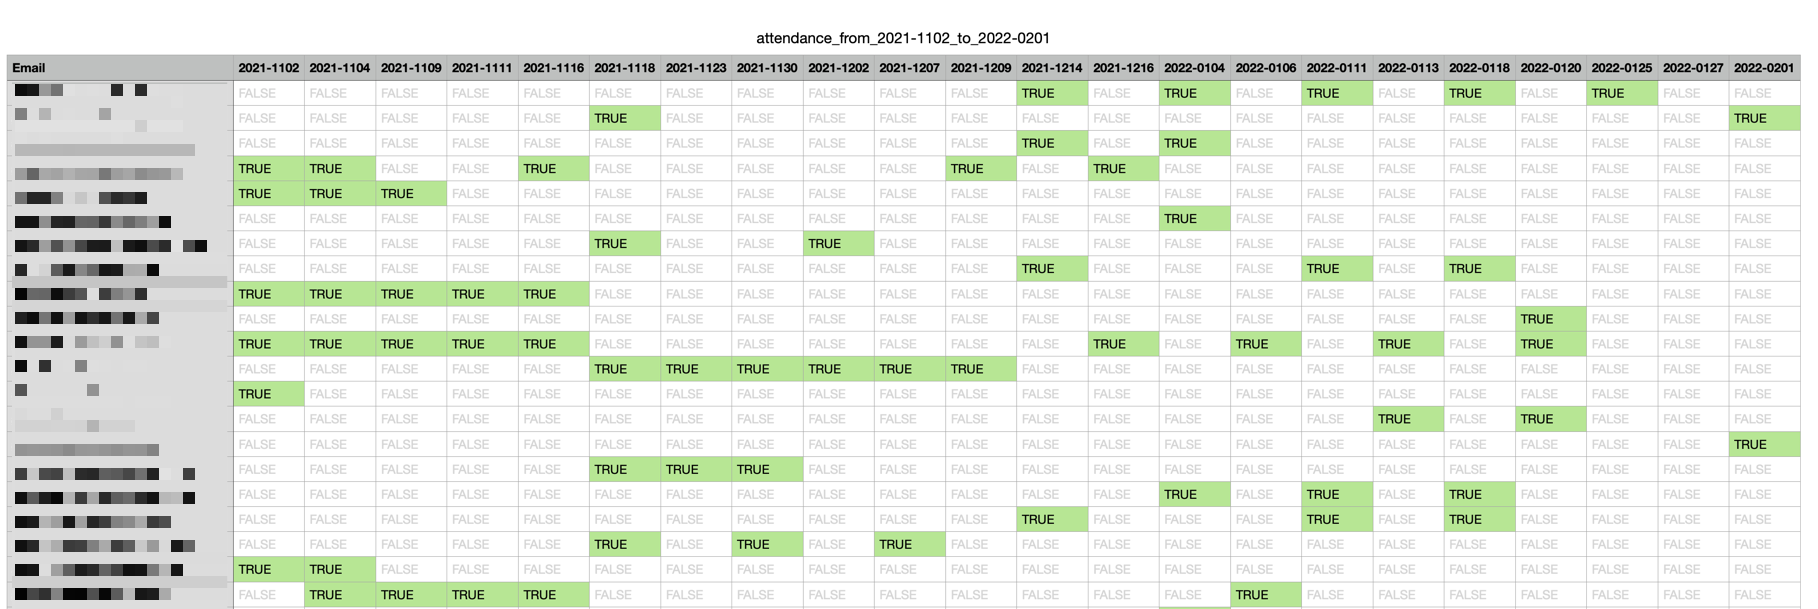 attendance_from_2021-1102_to_2022-0201
Email 2021-1102 2021-1104 2021-1109 2021-1111 2021-1116 2021-1118 2021-1123 2021-1130 2021-1202 2021-1207 2021-1209 2021-1214 2021-1216 2022-0104 2022-0106 2022-0111 2022-0113 2022-0118 2022-0120 2022-0125 2022-0127 2022-0201
FALSE FALSE FALSE FALSE FALSE FALSE FALSE FALSE FALSE FALSE FALSE TRUE FALSE TRUE FALSE TRUE FALSE TRUE FALSE TRUE FALSE FALSE
FALSE FALSE FALSE FALSE FALSE TRUE FALSE FALSE FALSE FALSE FALSE FALSE FALSE FALSE FALSE FALSE FALSE FALSE FALSE FALSE FALSE TRUE
FALSE FALSE FALSE FALSE FALSE FALSE FALSE FALSE FALSE FALSE FALSE TRUE FALSE TRUE FALSE FALSE FALSE FALSE FALSE FALSE FALSE FALSE
TRUE TRUE FALSE FALSE TRUE FALSE FALSE FALSE FALSE FALSE TRUE FALSE TRUE FALSE FALSE FALSE FALSE FALSE FALSE FALSE FALSE FALSE
TRUE TRUE TRUE FALSE FALSE FALSE FALSE FALSE FALSE FALSE FALSE FALSE FALSE FALSE FALSE FALSE FALSE FALSE FALSE FALSE FALSE FALSE
FALSE FALSE FALSE FALSE FALSE FALSE FALSE FALSE FALSE FALSE FALSE FALSE FALSE TRUE FALSE FALSE FALSE FALSE FALSE FALSE FALSE FALSE
FALSE FALSE FALSE FALSE FALSE TRUE FALSE FALSE TRUE FALSE FALSE FALSE FALSE FALSE FALSE FALSE FALSE FALSE FALSE FALSE FALSE FALSE
FALSE FALSE FALSE FALSE FALSE FALSE FALSE FALSE FALSE FALSE FALSE TRUE FALSE FALSE FALSE TRUE FALSE TRUE FALSE FALSE FALSE FALSE
TRUE TRUE TRUE TRUE TRUE FALSE FALSE FALSE FALSE FALSE FALSE FALSE FALSE FALSE FALSE FALSE FALSE FALSE FALSE FALSE FALSE FALSE
FALSE FALSE FALSE FALSE FALSE FALSE FALSE FALSE FALSE FALSE FALSE FALSE FALSE FALSE FALSE FALSE FALSE FALSE TRUE FALSE FALSE FALSE
TRUE TRUE TRUE TRUE TRUE FALSE FALSE FALSE FALSE FALSE FALSE FALSE TRUE FALSE TRUE FALSE TRUE FALSE TRUE FALSE FALSE FALSE
FALSE FALSE FALSE FALSE FALSE TRUE TRUE TRUE TRUE TRUE TRUE FALSE FALSE FALSE FALSE FALSE FALSE FALSE FALSE FALSE FALSE FALSE
TRUE FALSE FALSE FALSE FALSE FALSE FALSE FALSE FALSE FALSE FALSE FALSE FALSE FALSE FALSE FALSE FALSE FALSE FALSE FALSE FALSE FALSE
FALSE FALSE FALSE FALSE FALSE FALSE FALSE FALSE FALSE FALSE FALSE FALSE FALSE FALSE FALSE FALSE TRUE FALSE TRUE FALSE FALSE FALSE
FALSE FALSE FALSE FALSE FALSE FALSE FALSE FALSE FALSE FALSE FALSE FALSE FALSE FALSE FALSE FALSE FALSE FALSE FALSE FALSE FALSE TRUE
FALSE FALSE FALSE FALSE FALSE TRUE TRUE TRUE FALSE FALSE FALSE FALSE FALSE FALSE FALSE FALSE FALSE FALSE FALSE FALSE FALSE FALSE
FALSE FALSE FALSE FALSE FALSE FALSE FALSE FALSE FALSE FALSE FALSE FALSE FALSE TRUE FALSE TRUE FALSE TRUE FALSE FALSE FALSE FALSE
FALSE FALSE FALSE FALSE FALSE FALSE FALSE FALSE FALSE FALSE FALSE TRUE FALSE FALSE FALSE TRUE FALSE TRUE FALSE FALSE FALSE FALSE
FALSE FALSE FALSE FALSE FALSE TRUE FALSE TRUE FALSE TRUE FALSE FALSE FALSE FALSE FALSE FALSE FALSE FALSE FALSE FALSE FALSE FALSE
TRUE TRUE FALSE FALSE FALSE FALSE FALSE FALSE FALSE FALSE FALSE FALSE FALSE FALSE FALSE FALSE FALSE FALSE FALSE FALSE FALSE FALSE
FALSE TRUE TRUE TRUE TRUE FALSE FALSE FALSE FALSE FALSE FALSE FALSE FALSE FALSE TRUE FALSE FALSE FALSE FALSE FALSE FALSE FALSE